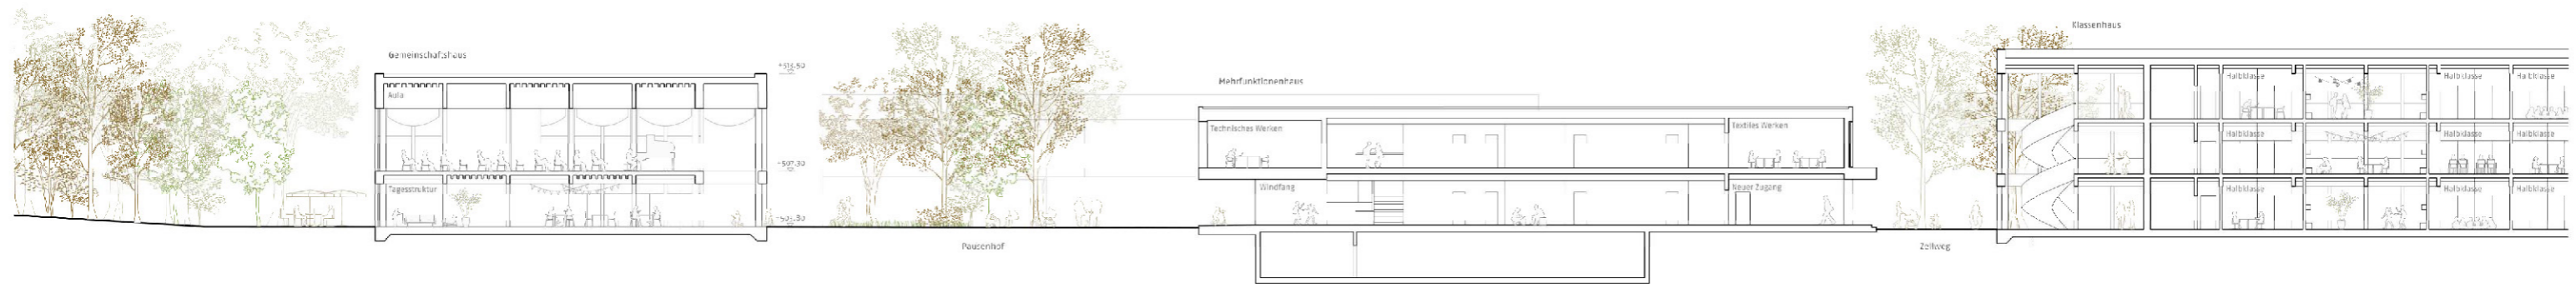 Gemeinschaftshaus
Aula
Tagesstruktur
Pausenhof
Mehrfunktionenhaus
Technisches Werken
Textiles Werken
Windfang
Neuer Zugang
Zellweg
Klassenhaus
Halbklasse
Halbklasse
Halbklasse
Halbklasse
Halbklasse
Halbklasse
Halbklasse
Halbklasse
Halbklasse